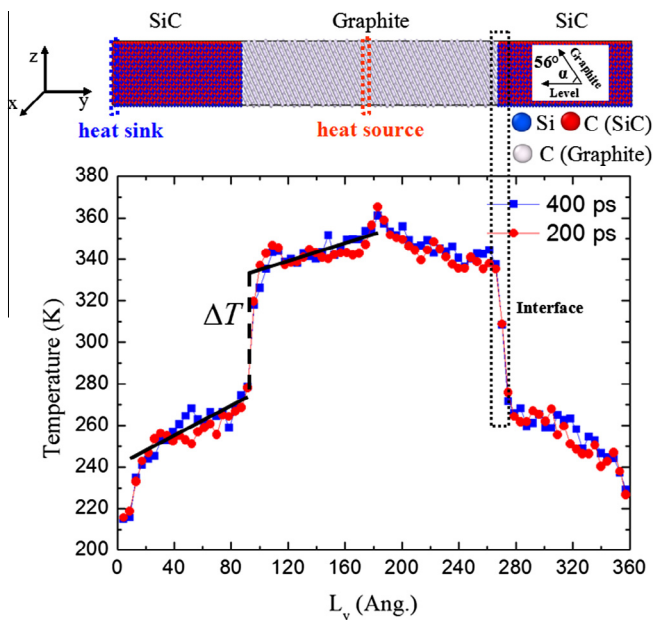 SiC Graphite SiC
z
x y
56°
Graphite
α
Level
heat sink heat source
Si C (SiC)
C (Graphite)
380
360
340
320
300
280
260
240
220
200
Temperature (K)
400 ps
200 ps
ΔT
Interface
0 40 80 120 160 200 240 280 320 360
L_y (Ang.)